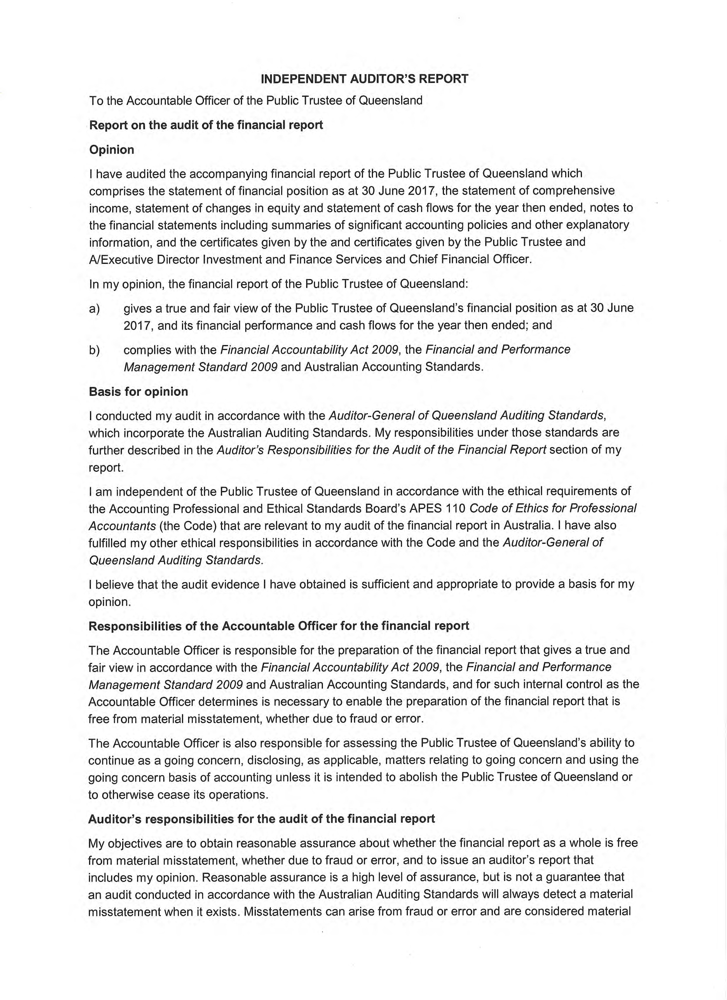 INDEPENDENT AUDITOR'S REPORT
To the Accountable Officer of the Public Trustee of Queensland
Report on the audit of the financial report
Opinion
I have audited the accompanying financial report of the Public Trustee of Queensland which
comprises the statement of financial position as at 30 June 2017, the statement of comprehensive
income, statement of changes in equity and statement of cash flows for the year then ended, notes to
the financial statements including summaries of significant accounting policies and other explanatory
information, and the certificates given by the and certificates given by the Public Trustee and
A/Executive Director Investment and Finance Services and Chief Financial Officer.
In my opinion, the financial report of the Public Trustee of Queensland:
a) gives a true and fair view of the Public Trustee of Queensland's financial position as at 30 June
2017, and its financial performance and cash flows for the year then ended; and
b) complies with the Financial Accountability Act 2009, the Financial and Performance
Management Standard 2009 and Australian Accounting Standards.
Basis for opinion
I conducted my audit in accordance with the Auditor-General of Queensland Auditing Standards,
which incorporate the Australian Auditing Standards. My responsibilities under those standards are
further described in the Auditor's Responsibilities for the Audit of the Financial Report section of my
report.
I am independent of the Public Trustee of Queensland in accordance with the ethical requirements of
the Accounting Professional and Ethical Standards Board's APES 110 Code of Ethics for Professional
Accountants (the Code) that are relevant to my audit of the financial report in Australia. I have also
fulfilled my other ethical responsibilities in accordance with the Code and the Auditor-General of
Queensland Auditing Standards.
I believe that the audit evidence I have obtained is sufficient and appropriate to provide a basis for my
opinion.
Responsibilities of the Accountable Officer for the financial report
The Accountable Officer is responsible for the preparation of the financial report that gives a true and
fair view in accordance with the Financial Accountability Act 2009, the Financial and Performance
Management Standard 2009 and Australian Accounting Standards, and for such internal control as the
Accountable Officer determines is necessary to enable the preparation of the financial report that is
free from material misstatement, whether due to fraud or error.
The Accountable Officer is also responsible for assessing the Public Trustee of Queensland's ability to
continue as a going concern, disclosing, as applicable, matters relating to going concern and using the
going concern basis of accounting unless it is intended to abolish the Public Trustee of Queensland or
to otherwise cease its operations.
Auditor's responsibilities for the audit of the financial report
My objectives are to obtain reasonable assurance about whether the financial report as a whole is free
from material misstatement, whether due to fraud or error, and to issue an auditor's report that
includes my opinion. Reasonable assurance is a high level of assurance, but is not a guarantee that
an audit conducted in accordance with the Australian Auditing Standards will always detect a material
misstatement when it exists. Misstatements can arise from fraud or error and are considered material